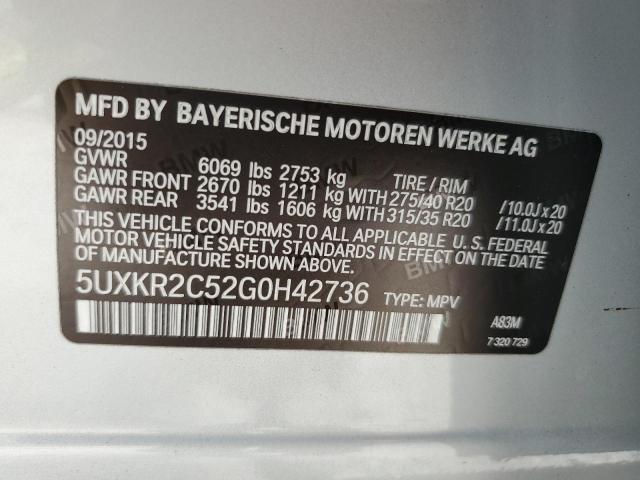 MFD BY BAYERISCHE MOTOREN WERKE AG
09/2015
GVWR 6069 lbs 2753 kg TIRE / RIM
GAWR FRONT 2670 lbs 1211 kg WITH 275/40 R20 /10.0J x 20
GAWR REAR 3541 lbs 1606 kg WITH 315/35 R20 /11.0J x 20
THIS VEHICLE CONFORMS TO ALL APPLICABLE U.S. FEDERAL
MOTOR VEHICLE SAFETY STANDARDS IN EFFECT ON THE
DATE OF MANUFACTURE SHOWN ABOVE.
5UXKR2C52G0H42736 TYPE: MPV
A83M
7 320 729